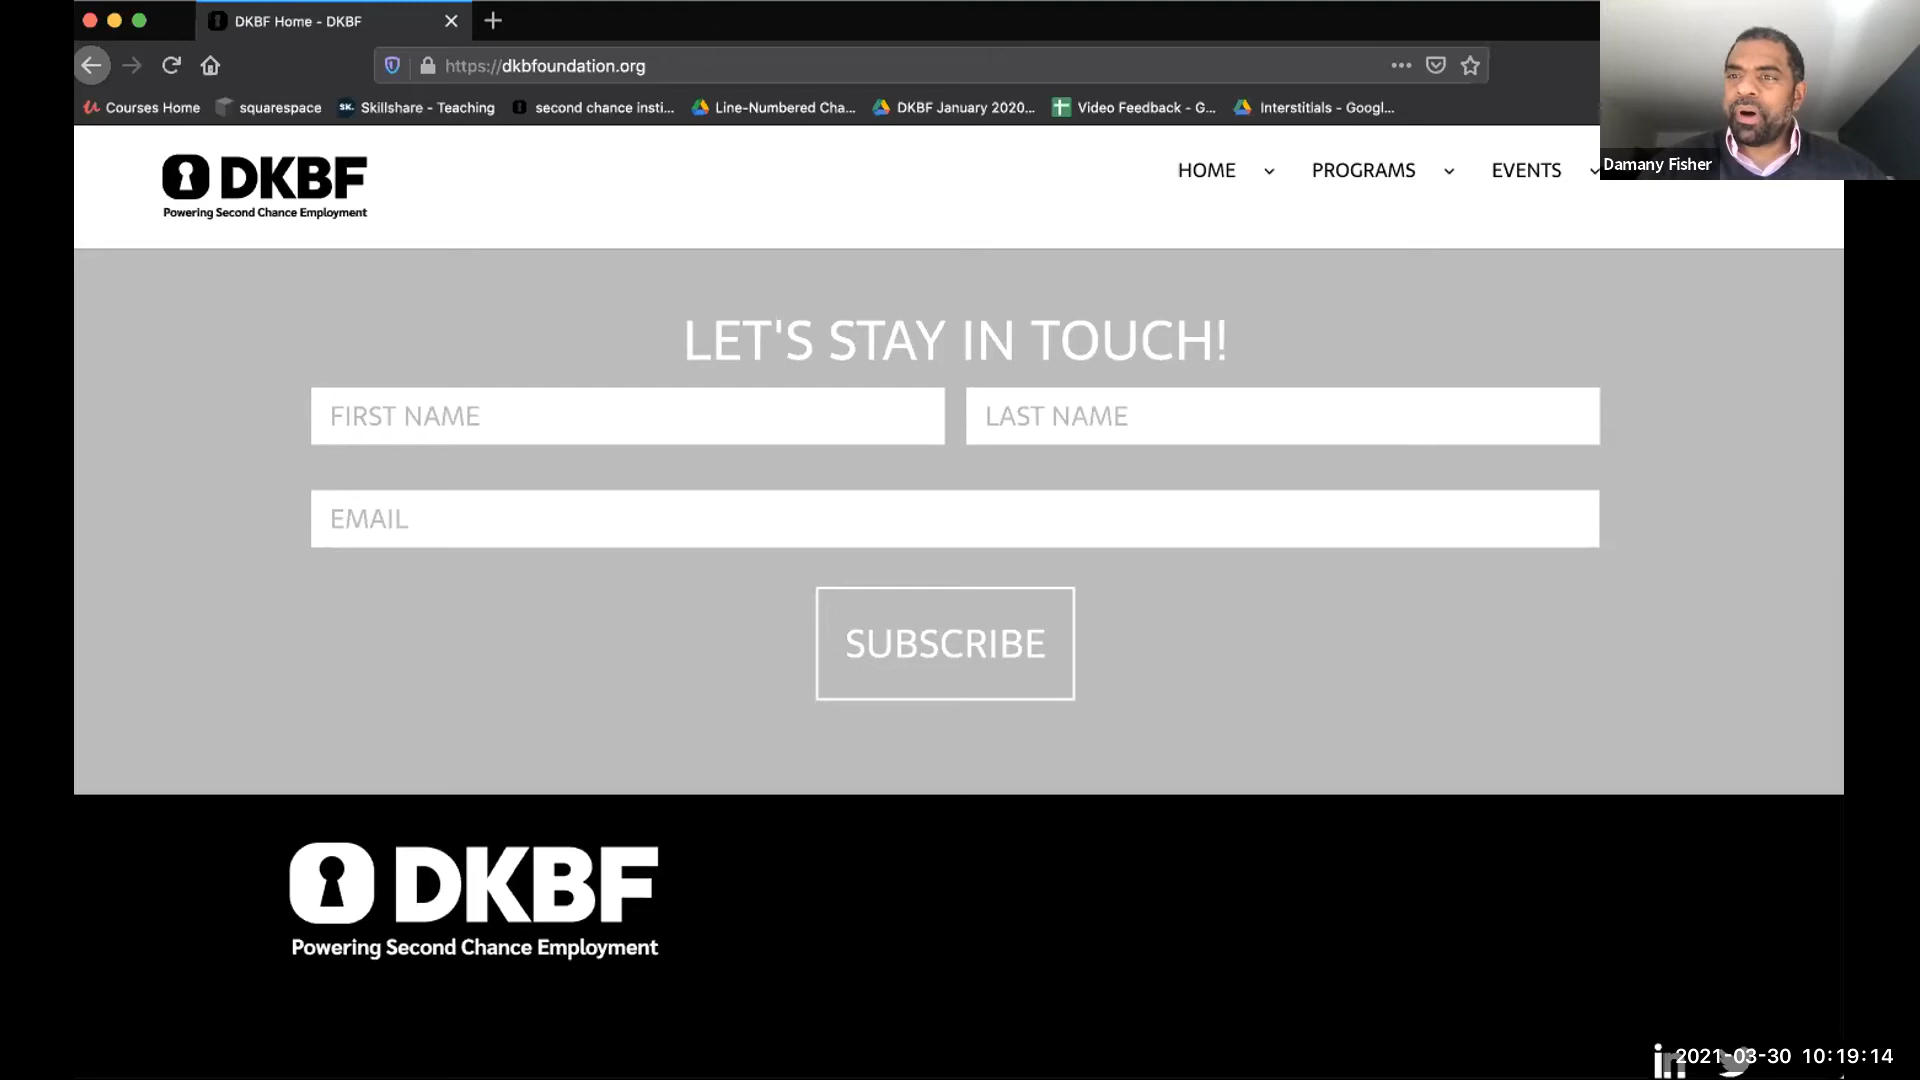 DKBF Home - DKBF
https://dkbfoundation.org
Courses Home squarespace SK. Skillshare - Teaching second chance insti... Line-Numbered Cha... DKBF January 2020... Video Feedback - G... Interstitials - Googl...
DKBF
Powering Second Chance Employment
HOME PROGRAMS EVENTS
Damany Fisher
LET'S STAY IN TOUCH!
FIRST NAME LAST NAME
EMAIL
SUBSCRIBE
DKBF
Powering Second Chance Employment
in 2021-03-30 10:19:14